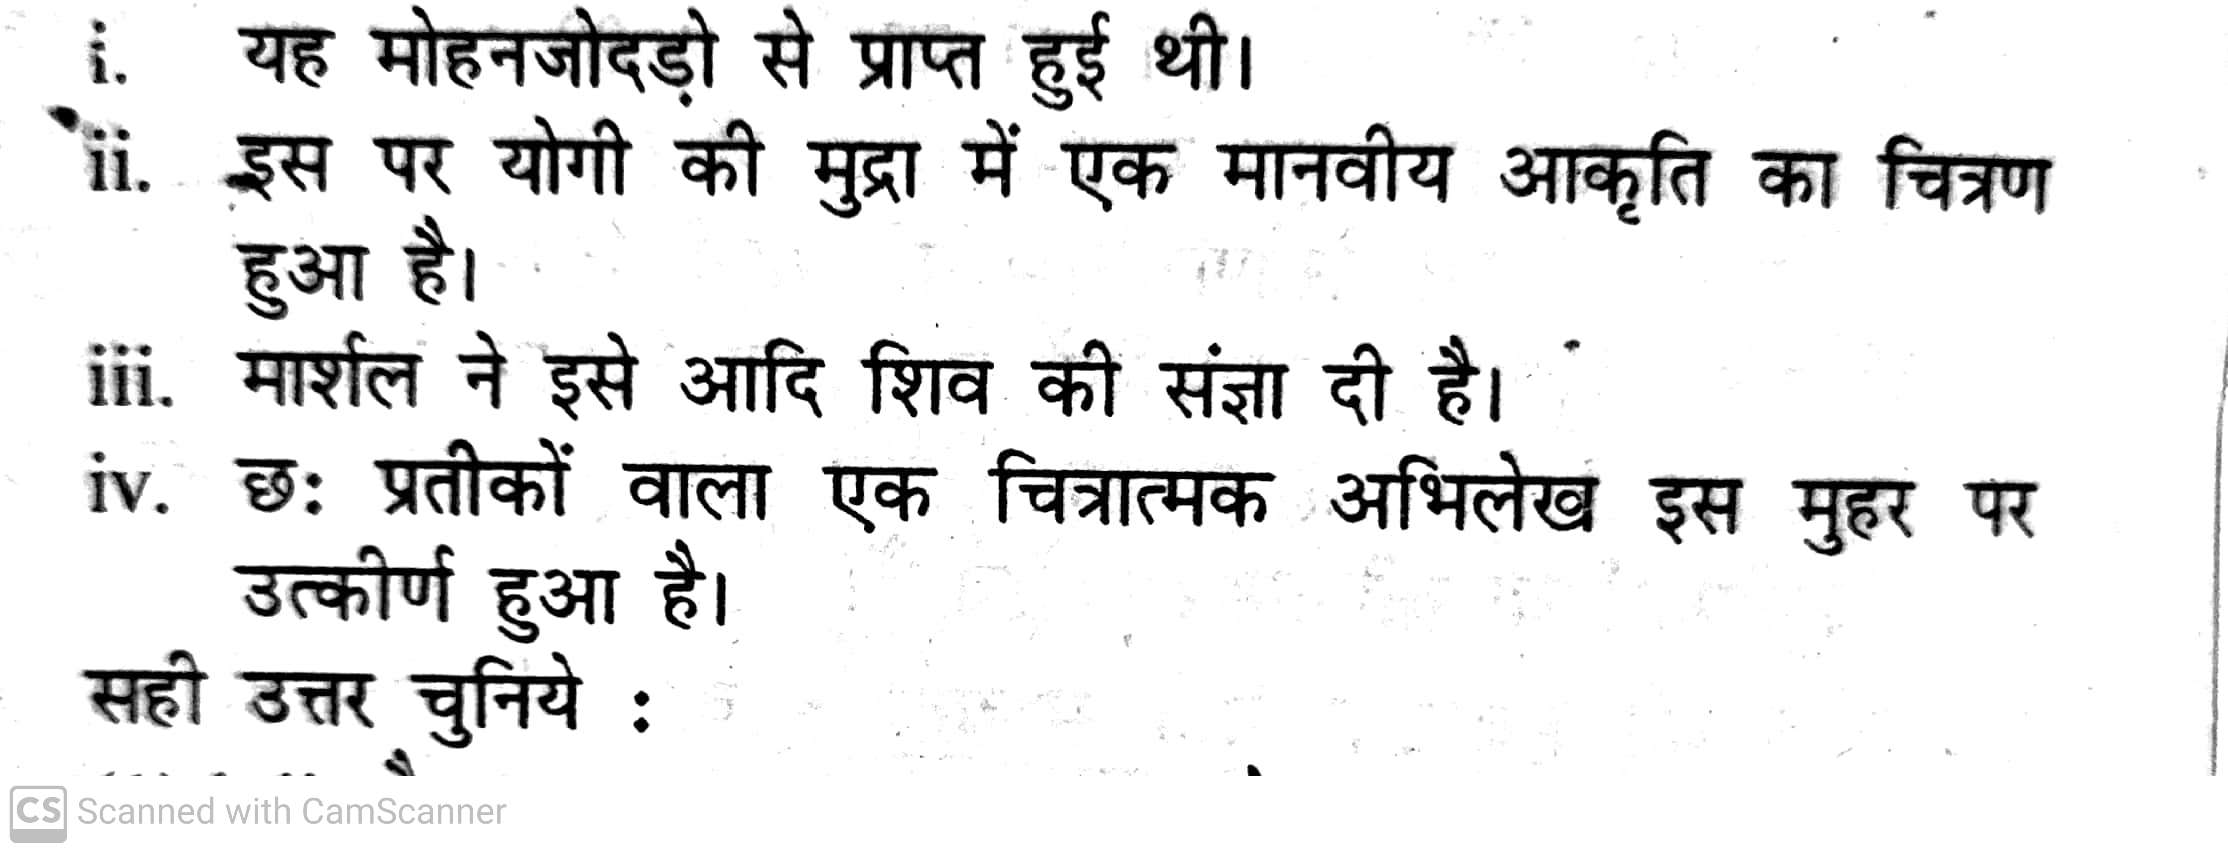 i. यह मोहनजोदड़ो से प्राप्त हुई थी।
ii. इस पर योगी की मुद्रा में एक मानवीय आकृति का चित्रण
हुआ है।
iii. मार्शल ने इसे आदि शिव की संज्ञा दी है।
iv. छः प्रतीकों वाला एक चित्रात्मक अभिलेख इस मुहर पर
उत्कीर्ण हुआ है।
सही उत्तर चुनिये :
CS Scanned with CamScanner